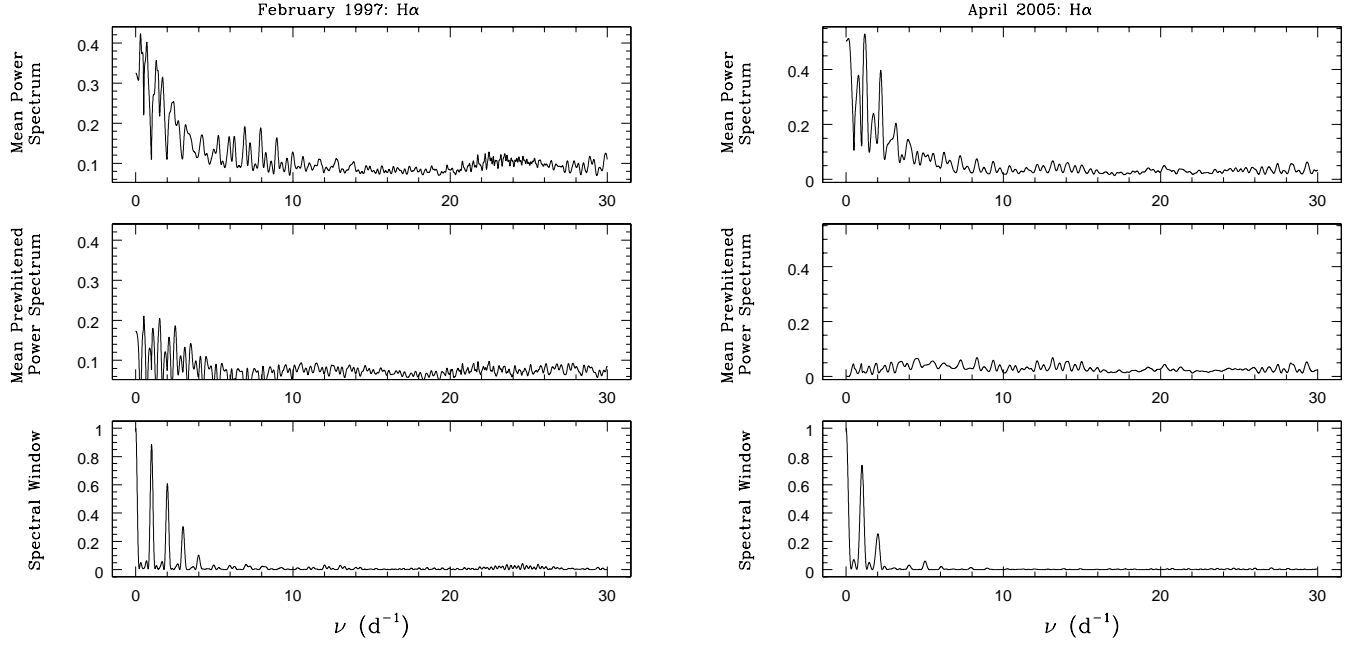 February 1997: Hα
Mean Power
Spectrum
0.4
0.3
0.2
0.1
0 10 20 30
Mean Prewhitened
Power Spectrum
0.4
0.3
0.2
0.1
0 10 20 30
Spectral Window
1
0.8
0.6
0.4
0.2
0
0 10 20 30
ν (d⁻¹)
April 2005: Hα
Mean Power
Spectrum
0.4
0.2
0
0 10 20 30
Mean Prewhitened
Power Spectrum
0.4
0.2
0
0 10 20 30
Spectral Window
1
0.8
0.6
0.4
0.2
0
0 10 20 30
ν (d⁻¹)